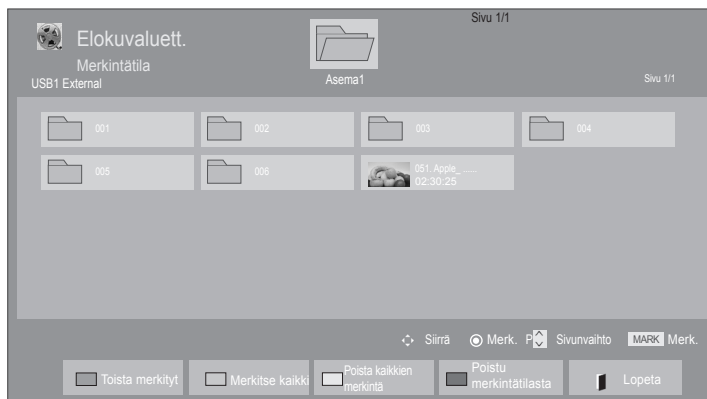 Sivu 1/1
Elokuvaluett.
Merkintätila
USB1 External
Asema1
Sivu 1/1
001
002
003
004
005
006
051. Apple_ ......
02:30:25
Siirrä
Merk.
P
Sivunvaihto
MARK
Merk.
Toista merkityt
Merkitse kaikki
Poista kaikkien
merkintä
Poistu
merkintätilasta
Lopeta